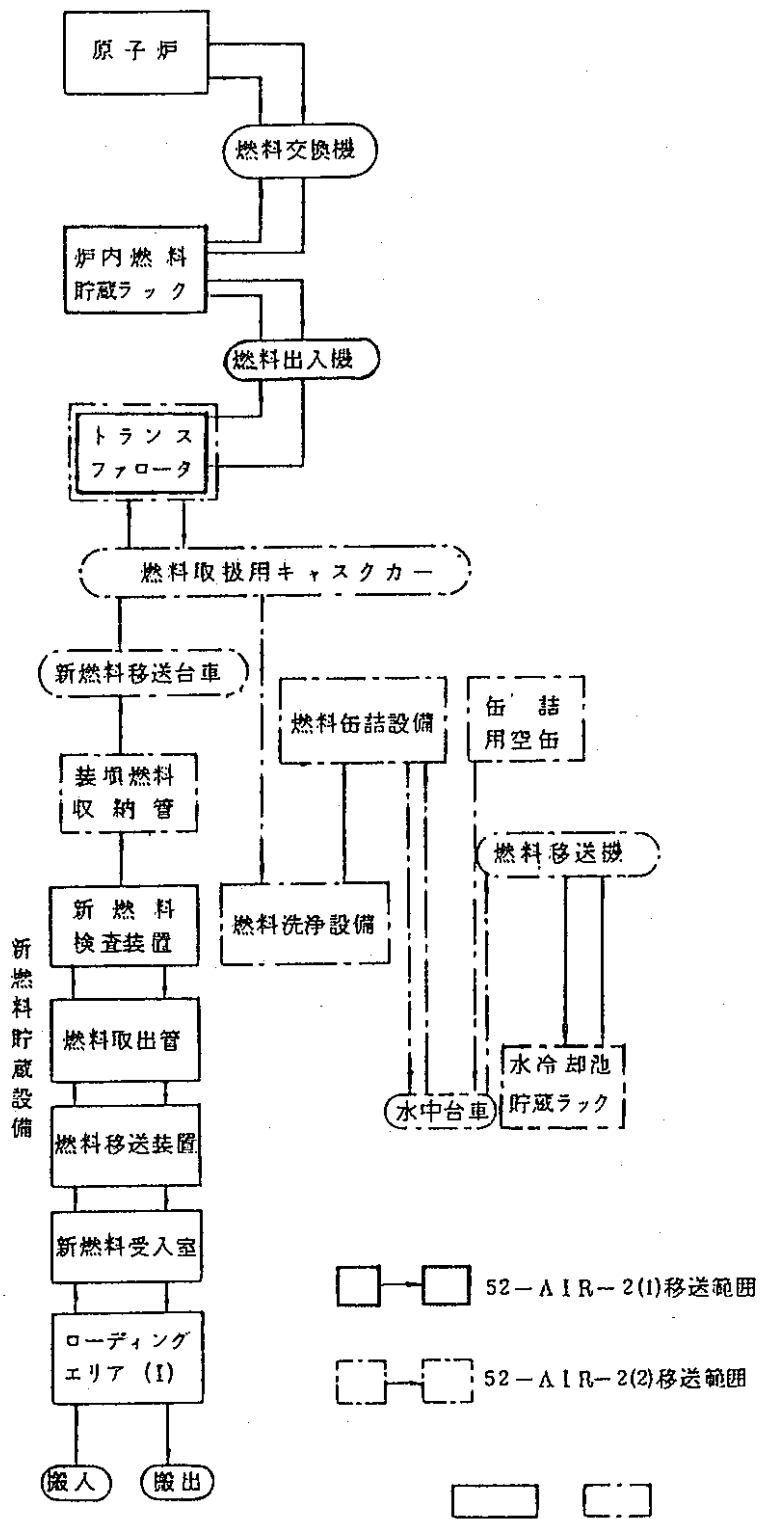 原子炉
燃料交換機
炉内燃料
貯蔵ラック
燃料出入機
トランス
ファロータ
燃料取扱用キャスクカー
新燃料移送台車
燃料缶詰設備
缶詰
用空缶
装填燃料
収納管
燃料移送機
新燃料
検査装置
燃料洗浄設備
新燃料貯蔵設備
燃料取出管
水冷却池
貯蔵ラック
水中台車
燃料移送装置
新燃料受入室
52-AIR-2(1)移送範囲
ローディング
エリア (I)
52-AIR-2(2)移送範囲
搬入
搬出